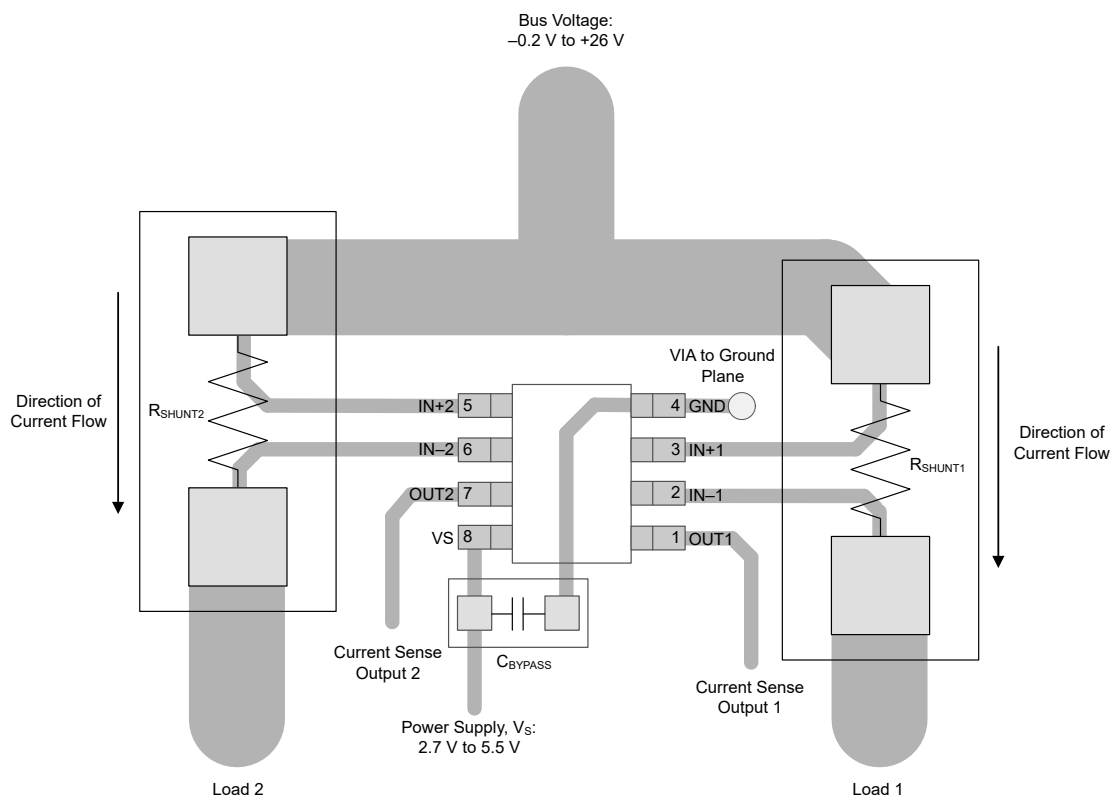 Bus Voltage:
–0.2 V to +26 V
VIA to Ground
Plane
Direction of
Current Flow
RSHUNT2
IN+2 5
4 GND
IN–2 6
3 IN+1
RSHUNT1
Direction of
Current Flow
OUT2 7
2 IN–1
VS 8
1 OUT1
Current Sense
Output 2
CBYPASS
Current Sense
Output 1
Power Supply, VS:
2.7 V to 5.5 V
Load 2
Load 1